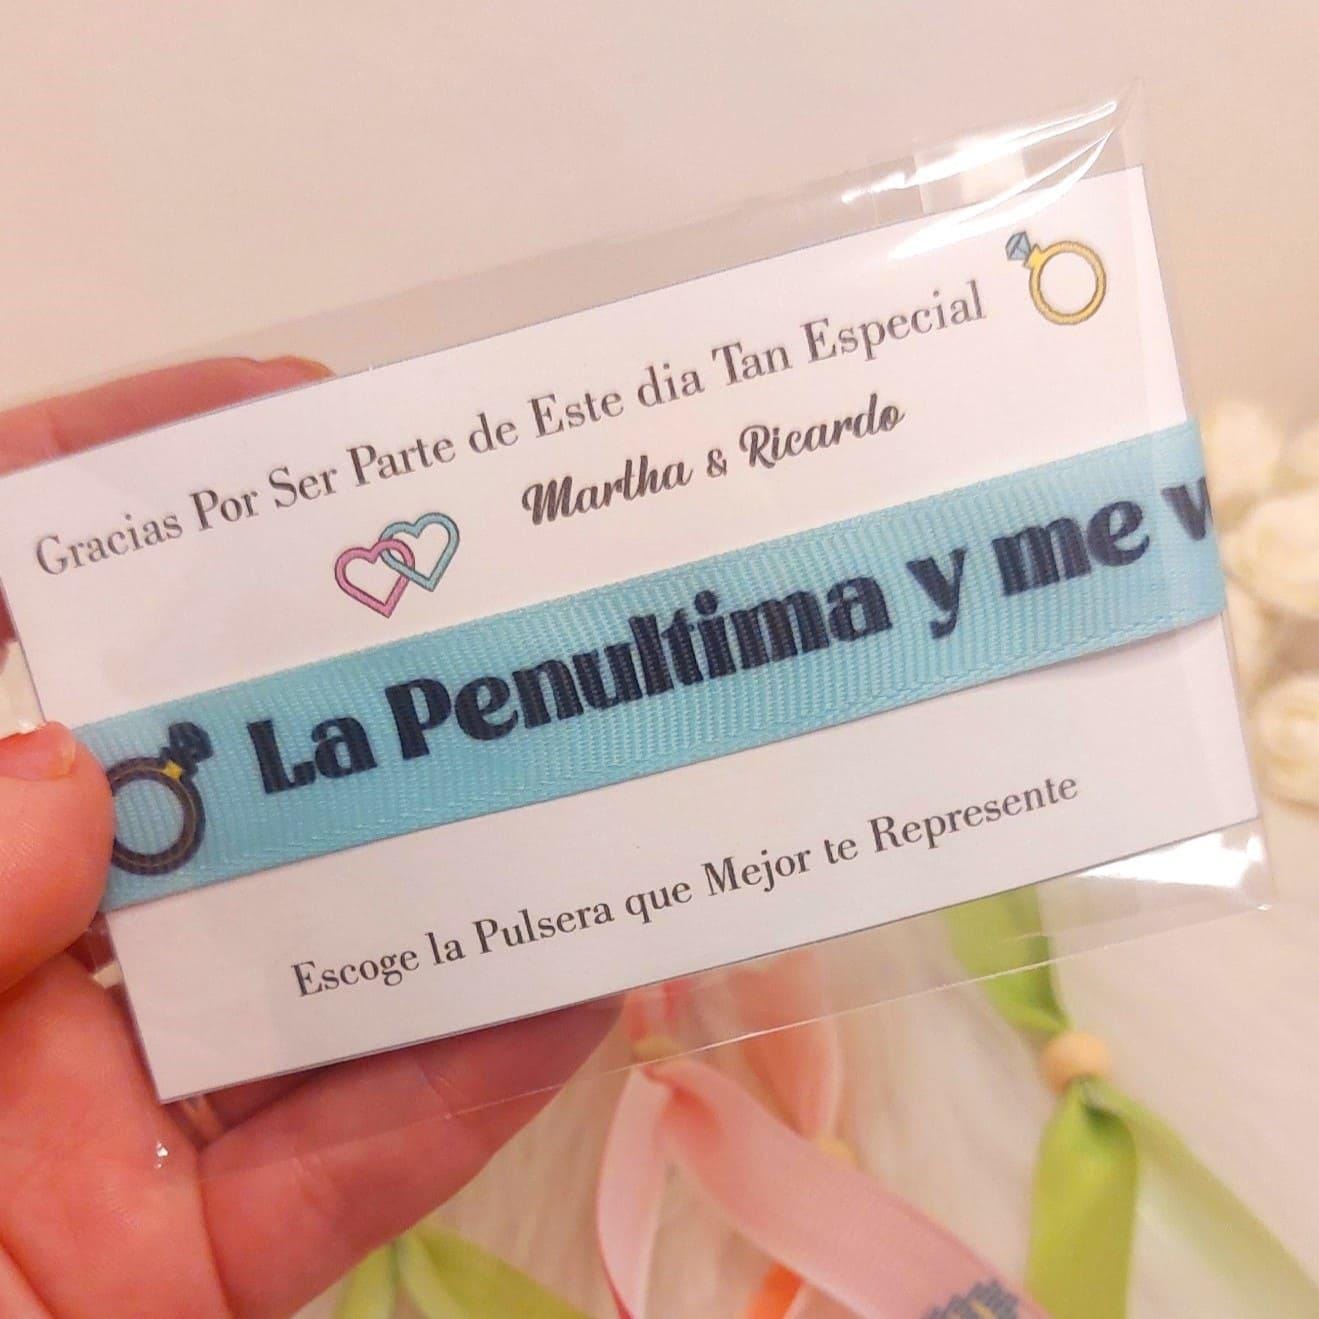 Gracias Por Ser Parte de Este dia Tan Especial
Martha & Ricardo
La Penultima y me v
Escoge la Pulsera que Mejor te Represente